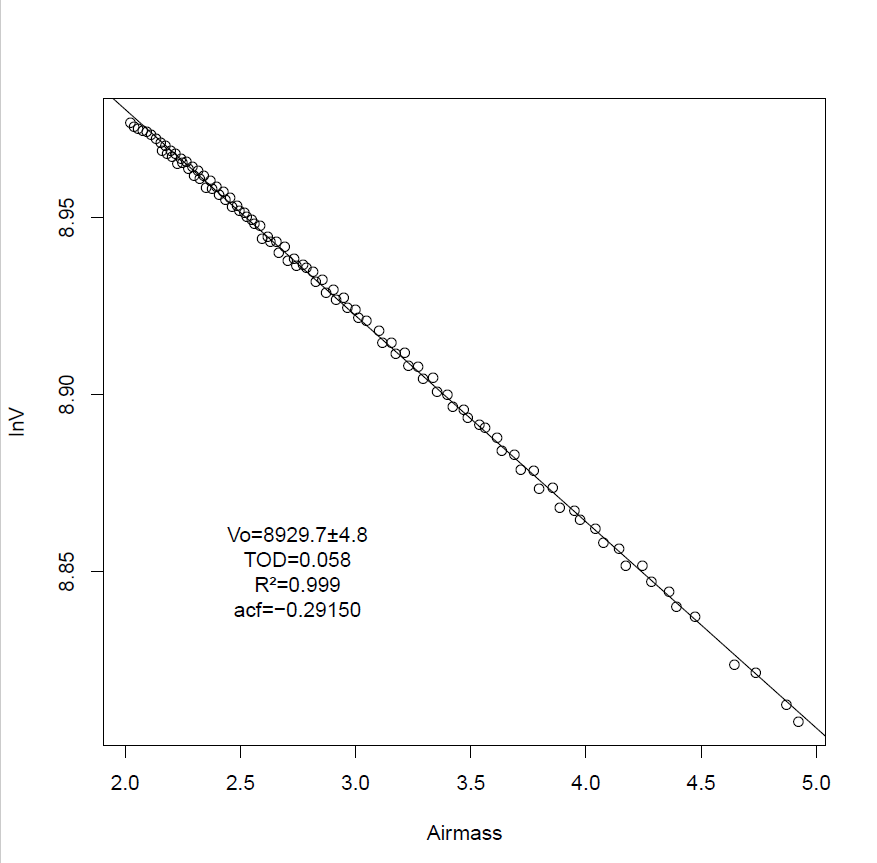 lnV
8.95
8.90
8.85
Vo=8929.7±4.8
TOD=0.058
R²=0.999
acf=−0.29150
2.0 2.5 3.0 3.5 4.0 4.5 5.0
Airmass